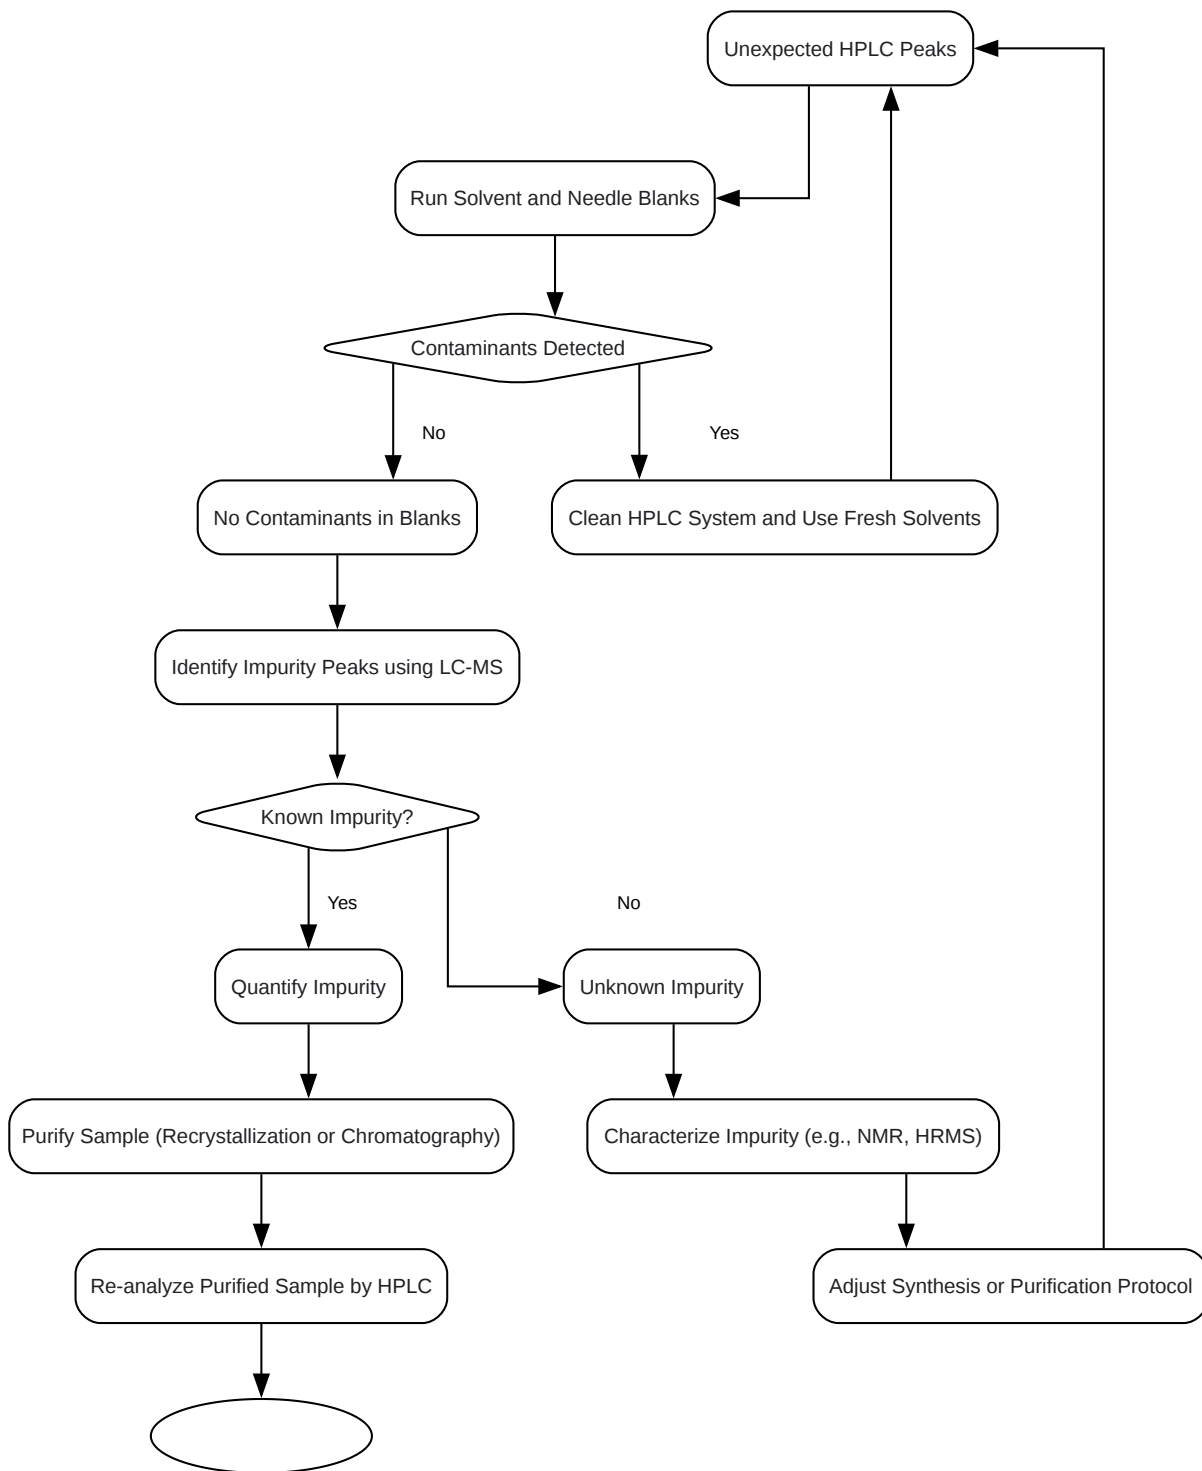 Unexpected HPLC Peaks
Run Solvent and Needle Blanks
Contaminants Detected
No
Yes
No Contaminants in Blanks
Clean HPLC System and Use Fresh Solvents
Identify Impurity Peaks using LC-MS
Known Impurity?
Yes
No
Quantify Impurity
Unknown Impurity
Purify Sample (Recrystallization or Chromatography)
Characterize Impurity (e.g., NMR, HRMS)
Re-analyze Purified Sample by HPLC
Adjust Synthesis or Purification Protocol